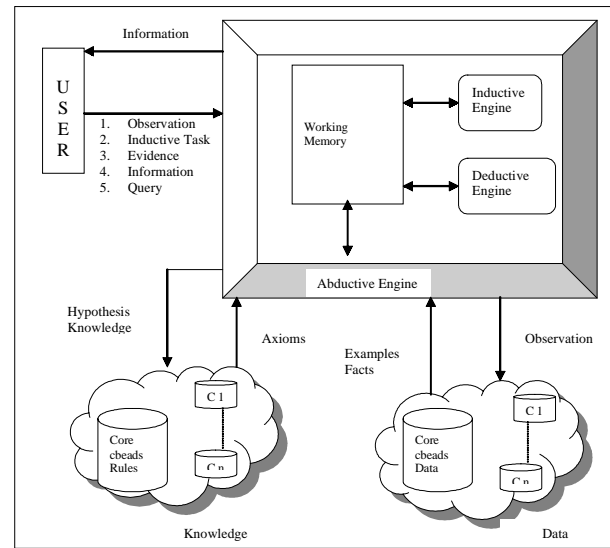 Information
U
S
E
R
1. Observation
2. Inductive Task
3. Evidence
4. Information
5. Query
Working
Memory
Inductive
Engine
Deductive
Engine
Abductive Engine
Hypothesis
Knowledge
Axioms
Examples
Facts
Observation
Core
cbeads
Rules
C 1
C n
Knowledge
Core
cbeads
Data
C 1
C n
Data